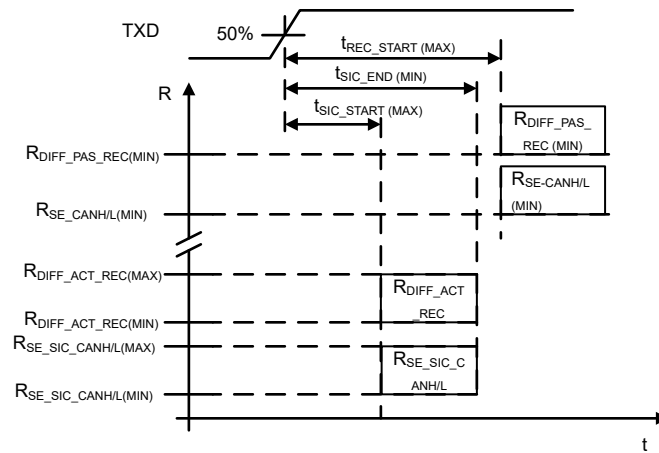 TXD
50%
tREC_START (MAX)
tSIC_END (MIN)
R
tSIC_START (MAX)
RDIFF_PAS_
REC (MIN)
RDIFF_PAS_REC(MIN)
RSE-CANH/L
(MIN)
RSE_CANH/L(MIN)
RDIFF_ACT_REC(MAX)
RDIFF_ACT
_REC
RDIFF_ACT_REC(MIN)
RSE_SIC_CANH/L(MAX)
RSE_SIC_C
ANH/L
RSE_SIC_CANH/L(MIN)
t